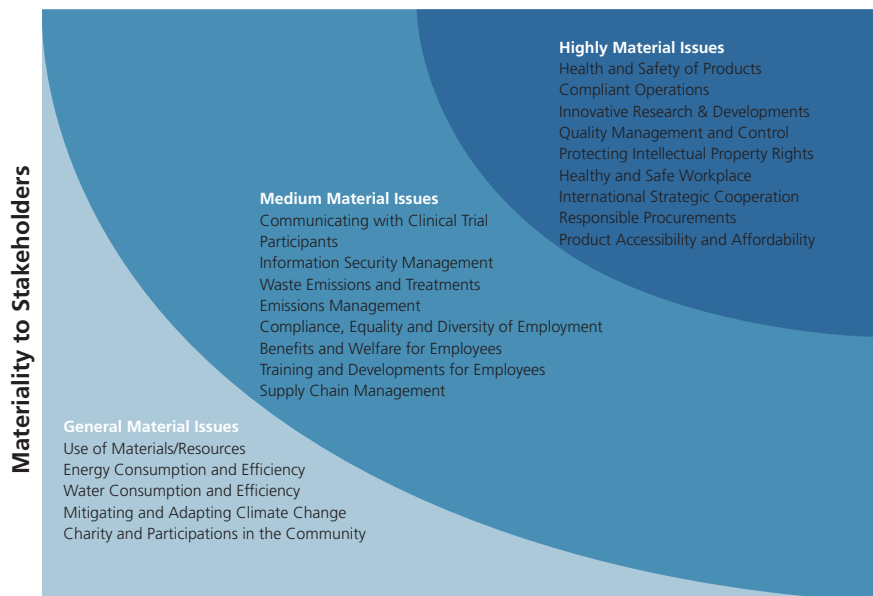 Materiality to Stakeholders
Highly Material Issues
Health and Safety of Products
Compliant Operations
Innovative Research & Developments
Quality Management and Control
Protecting Intellectual Property Rights
Healthy and Safe Workplace
International Strategic Cooperation
Responsible Procurements
Product Accessibility and Affordability
Medium Material Issues
Communicating with Clinical Trial
Participants
Information Security Management
Waste Emissions and Treatments
Emissions Management
Compliance, Equality and Diversity of Employment
Benefits and Welfare for Employees
Training and Developments for Employees
Supply Chain Management
General Material Issues
Use of Materials/Resources
Energy Consumption and Efficiency
Water Consumption and Efficiency
Mitigating and Adapting Climate Change
Charity and Participations in the Community